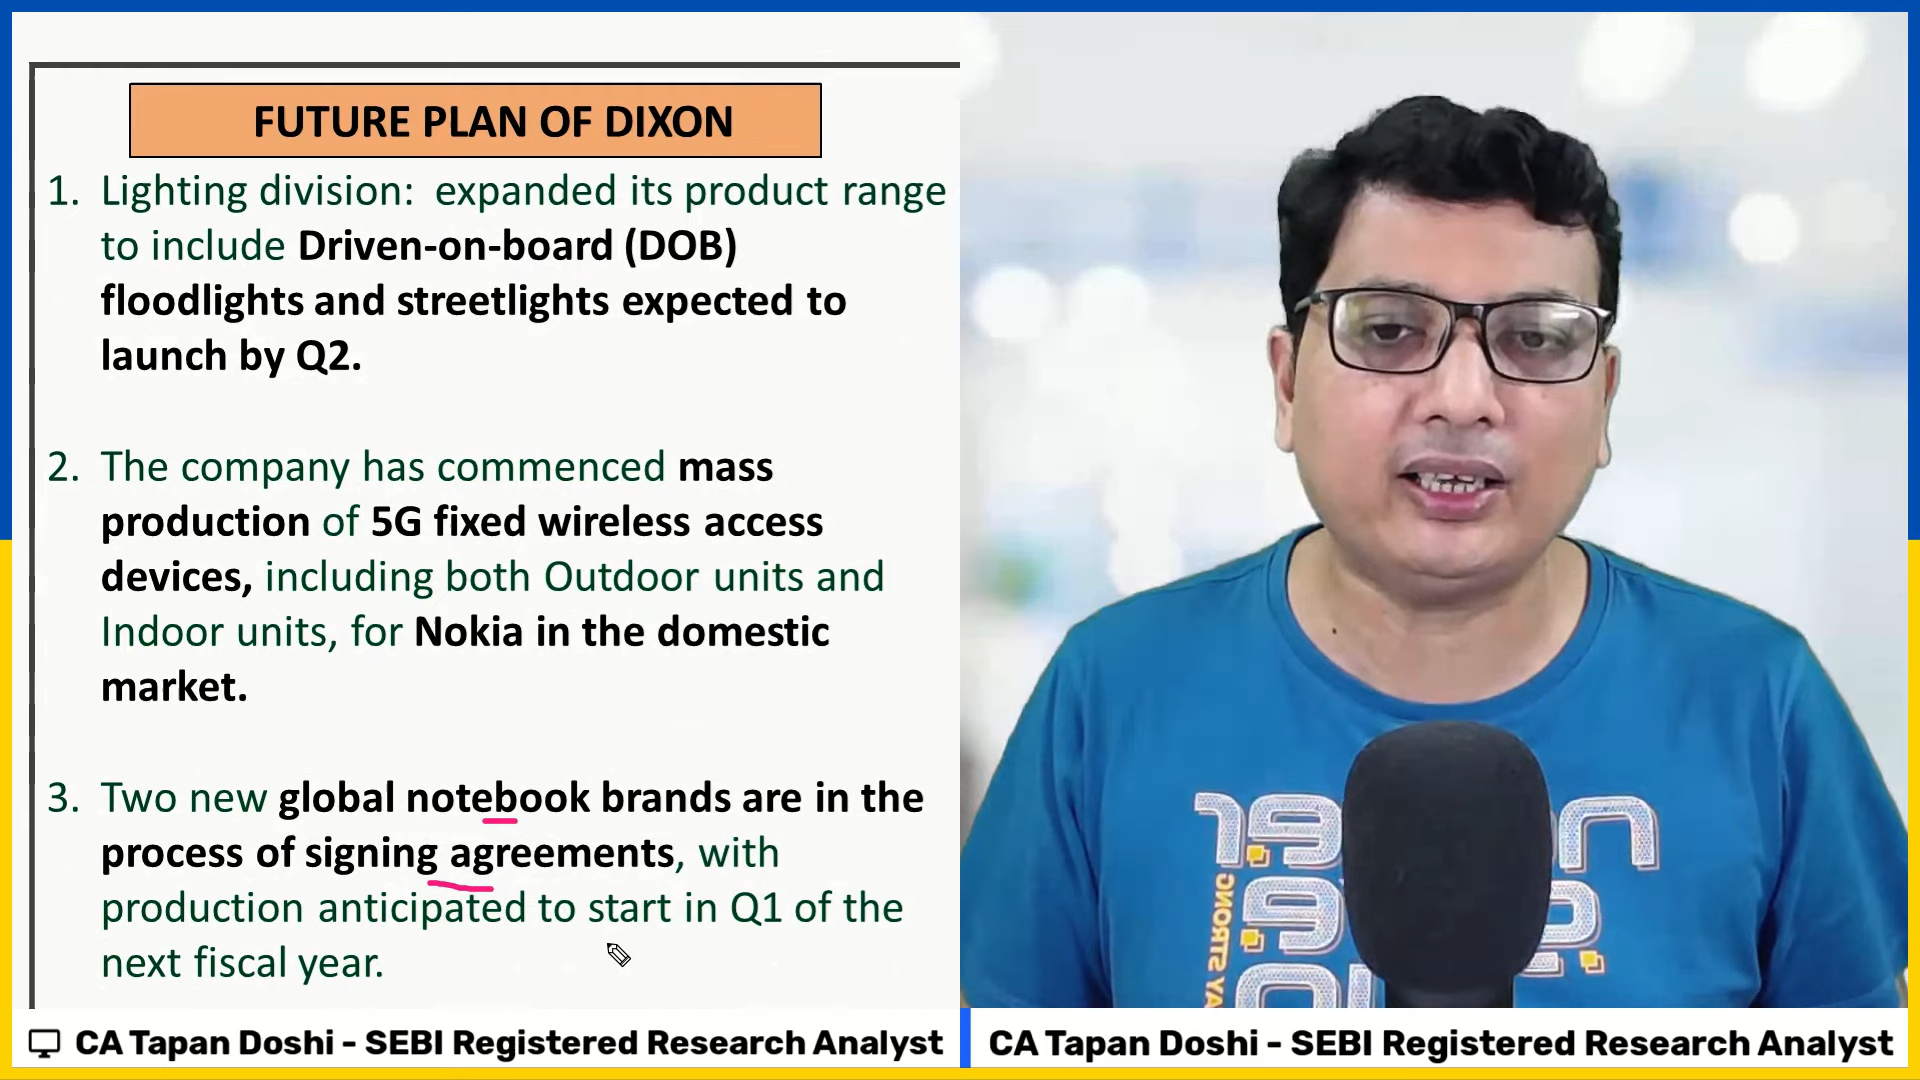 FUTURE PLAN OF DIXON
1. Lighting division: expanded its product range
to include Driven-on-board (DOB)
floodlights and streetlights expected to
launch by Q2.
2. The company has commenced mass
production of 5G fixed wireless access
devices, including both Outdoor units and
Indoor units, for Nokia in the domestic
market.
3. Two new global notebook brands are in the
process of signing agreements, with
production anticipated to start in Q1 of the
next fiscal year.
CA Tapan Doshi - SEBI Registered Research Analyst
CA Tapan Doshi - SEBI Registered Research Analyst